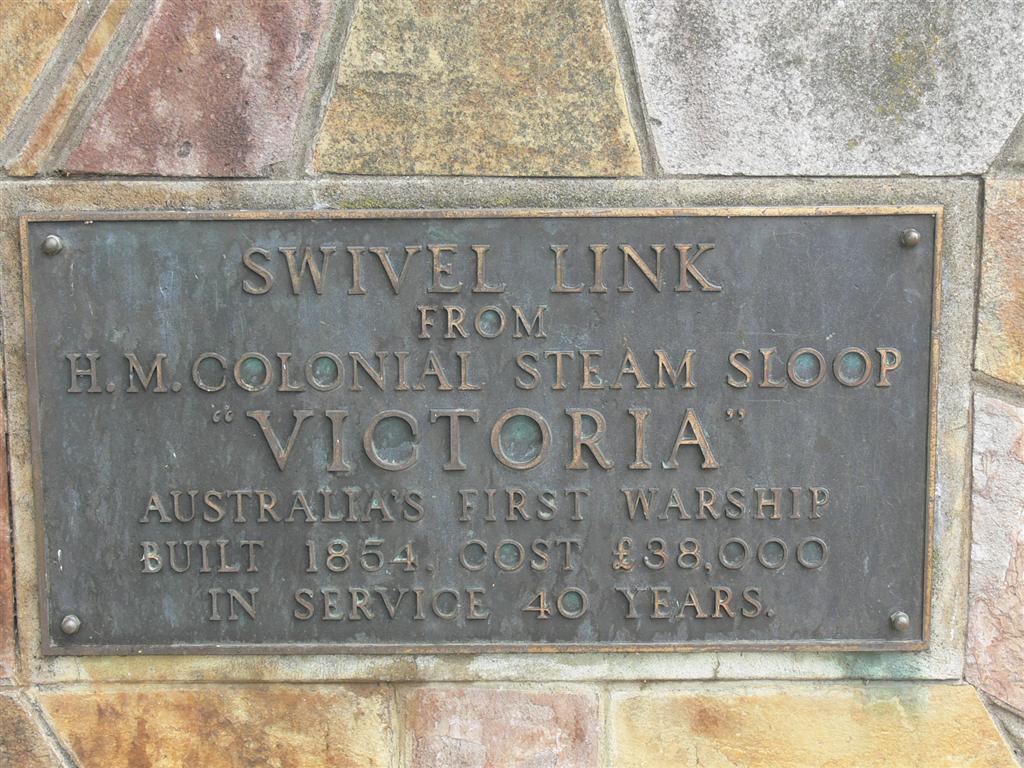 SWIVEL LINK
FROM
H.M. COLONIAL STEAM SLOOP
“VICTORIA”
AUSTRALIA'S FIRST WARSHIP
BUILT 1854. COST £38,000
IN SERVICE 40 YEARS.